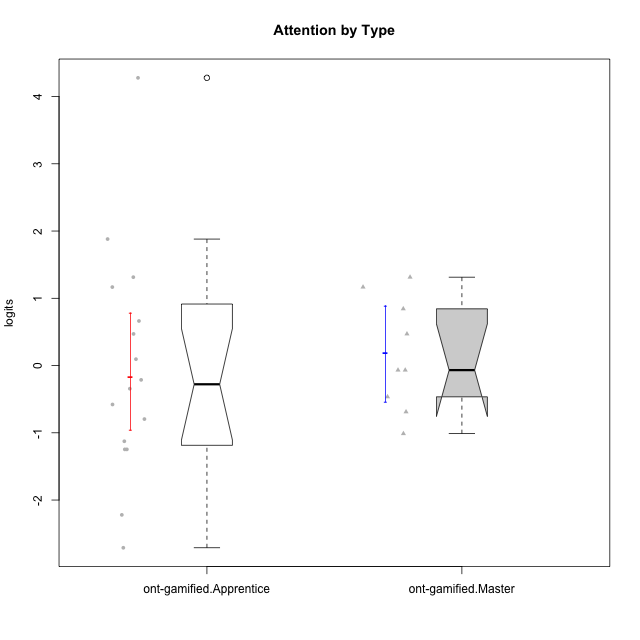 Attention by Type
logits
4
3
2
1
0
-1
-2
ont-gamified.Apprentice
ont-gamified.Master